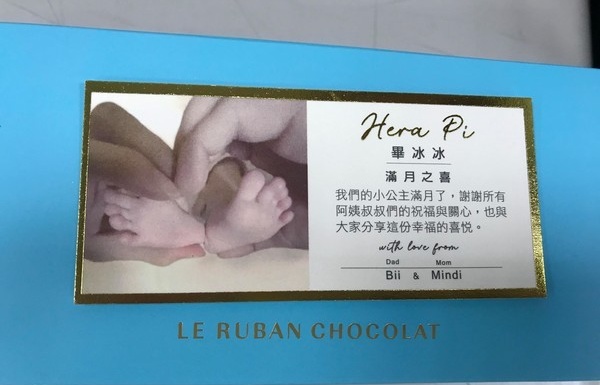 Hera Pi
畢冰冰
滿月之喜
我們的小公主滿月了，謝謝所有
阿姨叔叔們的祝福與關心，也與
大家分享這份幸福的喜悅。
with love from
Dad Mom
Bii & Mindi
LE RUBAN CHOCOLAT